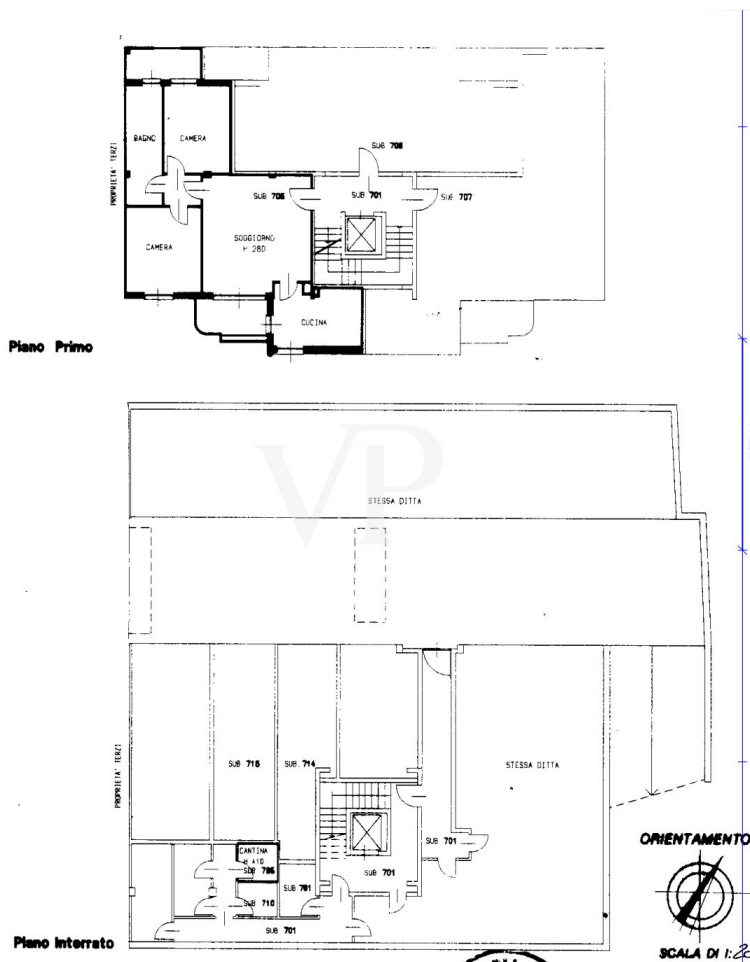 BAGNO
CAMERA
PROPRIETA' TERZI
SUB 708
SUB 705
SUB 701
SUB 707
SOGGIORNO
H 280
CAMERA
CUCINA
Piano Primo
VP
STESSA DITTA
PROPRIETA' TERZI
SUB 715
SUB. 714
STESSA DITTA
CANTINA
H 410
SUB 705
SUB 710
SUB 701
SUB 701
SUB 701
SUB 701
ORIENTAMENTO
Piano Interrato
SCALA DI 1: